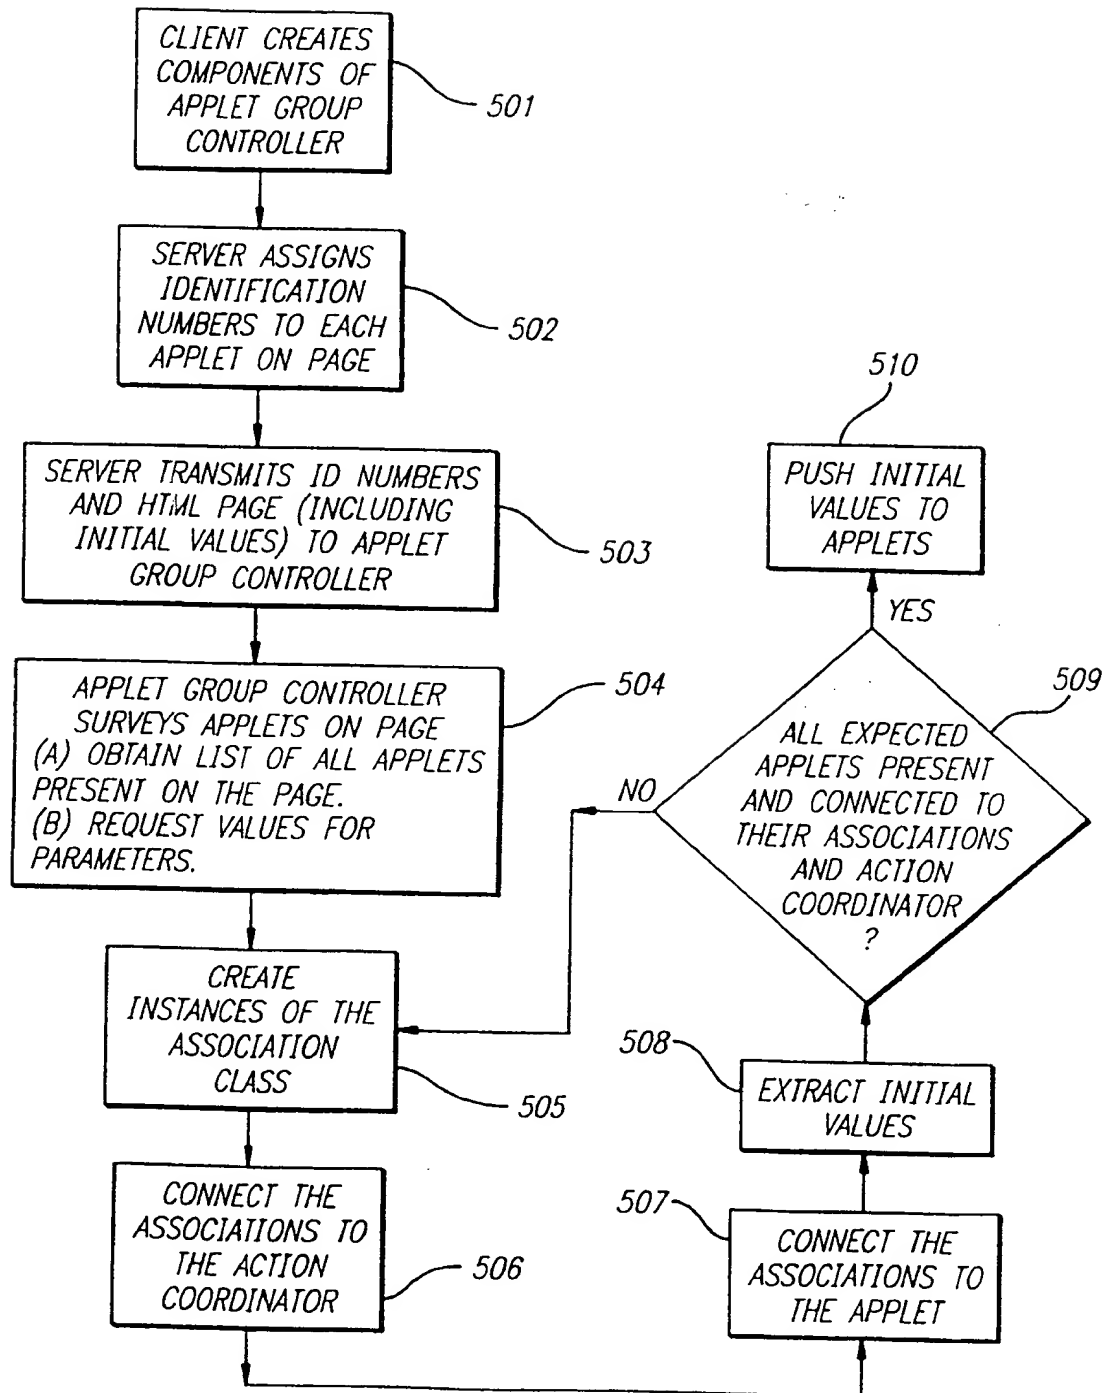 CLIENT CREATES
COMPONENTS OF
APPLET GROUP
CONTROLLER
501
SERVER ASSIGNS
IDENTIFICATION
NUMBERS TO EACH
APPLET ON PAGE
502
SERVER TRANSMITS ID NUMBERS
AND HTML PAGE (INCLUDING
INITIAL VALUES) TO APPLET
GROUP CONTROLLER
503
APPLET GROUP CONTROLLER
SURVEYS APPLETS ON PAGE
(A) OBTAIN LIST OF ALL APPLETS
PRESENT ON THE PAGE.
(B) REQUEST VALUES FOR
PARAMETERS.
504
CREATE
INSTANCES OF THE
ASSOCIATION
CLASS
505
CONNECT THE
ASSOCIATIONS TO
THE ACTION
COORDINATOR
506
507
CONNECT THE
ASSOCIATIONS TO
THE APPLET
508
EXTRACT INITIAL
VALUES
509
ALL EXPECTED
APPLETS PRESENT
AND CONNECTED TO
THEIR ASSOCIATIONS
AND ACTION
COORDINATOR
?
NO
YES
510
PUSH INITIAL
VALUES TO
APPLETS